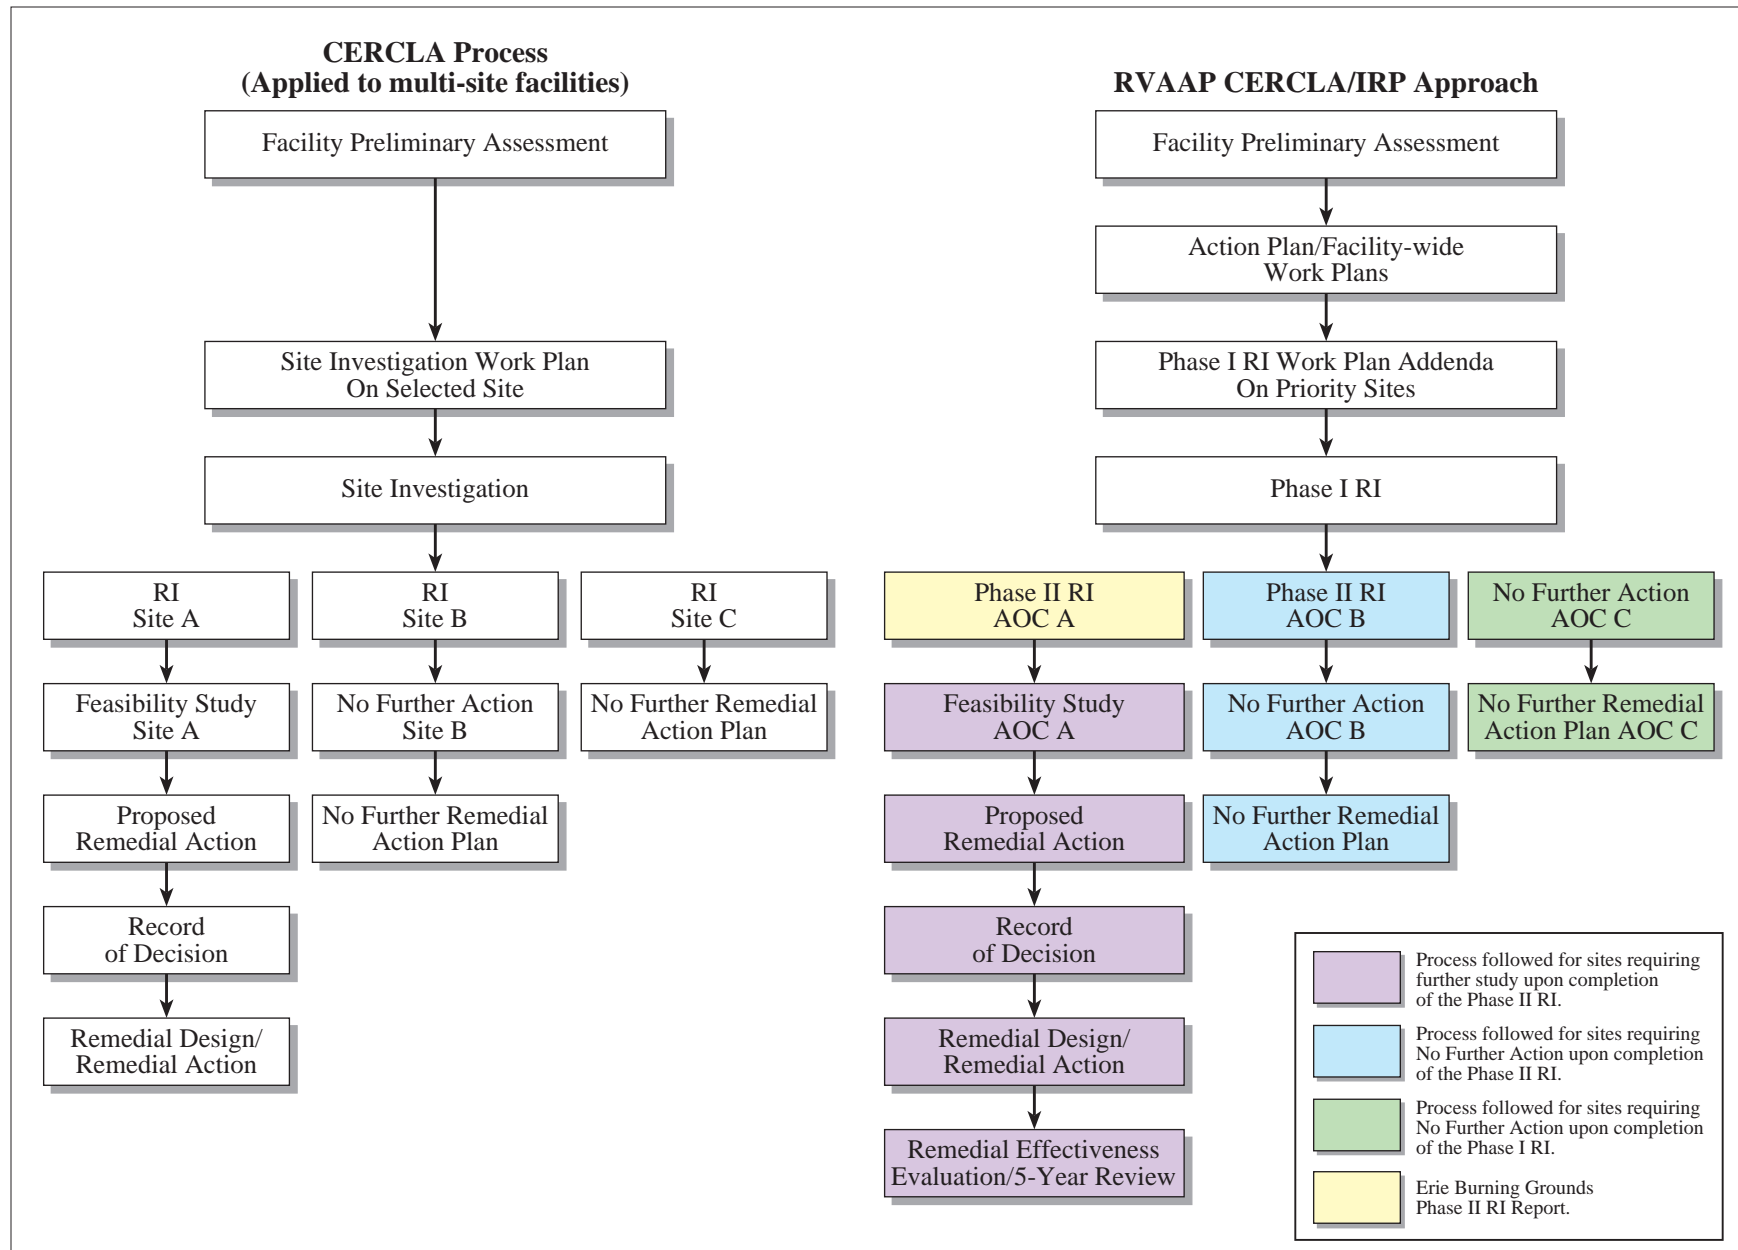 CERCLA Process
(Applied to multi-site facilities)
Facility Preliminary Assessment
Site Investigation Work Plan
On Selected Site
Site Investigation
RI
Site A
RI
Site B
RI
Site C
Feasibility Study
Site A
No Further Action
Site B
No Further Remedial
Action Plan
Proposed
Remedial Action
No Further Remedial
Action Plan
Record
of Decision
Remedial Design/
Remedial Action
RVAAP CERCLA/IRP Approach
Facility Preliminary Assessment
Action Plan/Facility-wide
Work Plans
Phase I RI Work Plan Addenda
On Priority Sites
Phase I RI
Phase II RI
AOC A
Phase II RI
AOC B
No Further Action
AOC C
Feasibility Study
AOC A
No Further Action
AOC B
No Further Remedial
Action Plan AOC C
Proposed
Remedial Action
No Further Remedial
Action Plan
Record
of Decision
Remedial Design/
Remedial Action
Remedial Effectiveness
Evaluation/5-Year Review
Process followed for sites requiring
further study upon completion
of the Phase II RI.
Process followed for sites requiring
No Further Action upon completion
of the Phase II RI.
Process followed for sites requiring
No Further Action upon completion
of the Phase I RI.
Erie Burning Grounds
Phase II RI Report.